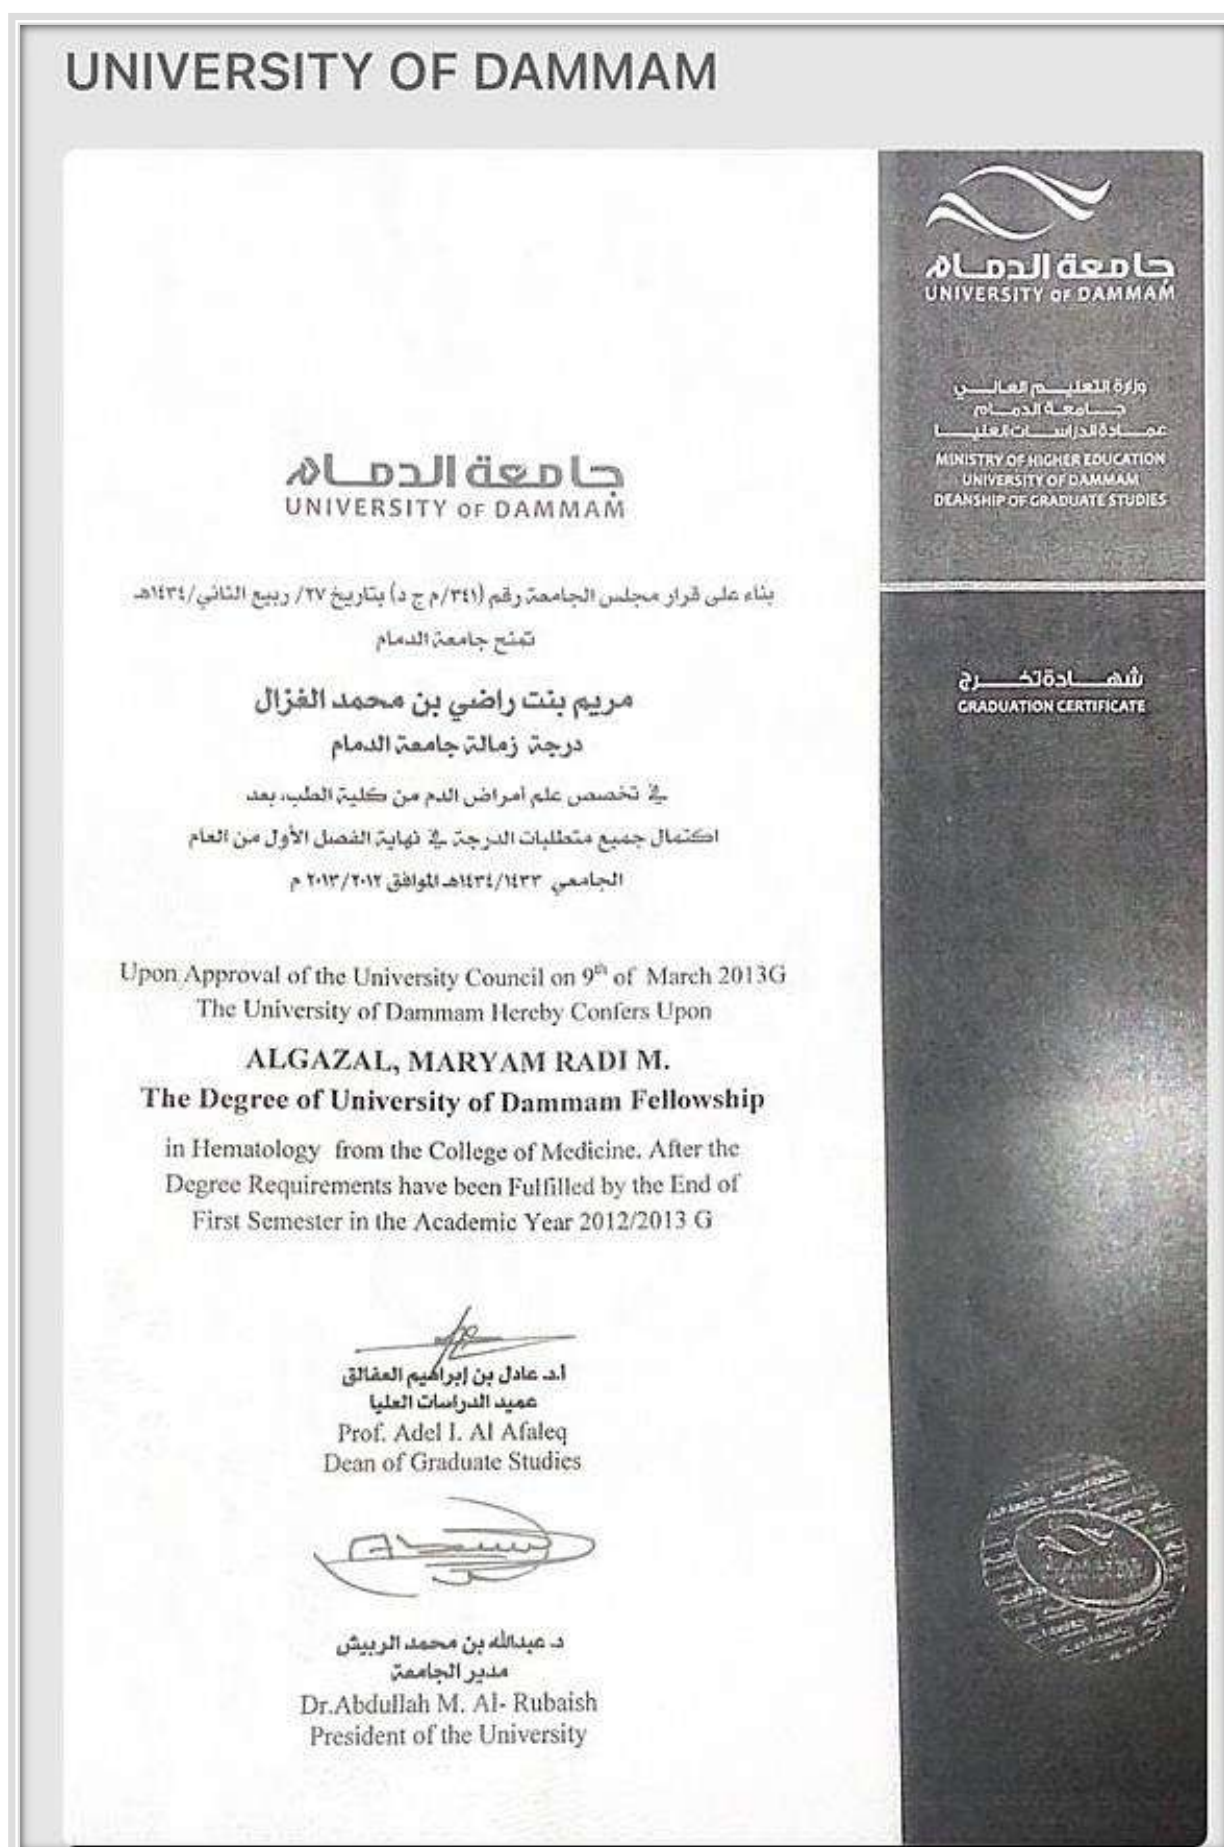 UNIVERSITY OF DAMMAM
جامعة الدمام
UNIVERSITY OF DAMMAM
وزارة التعليم العالي
جامعة الدمام
عمادة الدراسات العليا
MINISTRY OF HIGHER EDUCATION
UNIVERSITY OF DAMMAM
DEANSHIP OF GRADUATE STUDIES
شهادة تخرج
GRADUATION CERTIFICATE
جامعة الدمام
UNIVERSITY OF DAMMAM
بناء على قرار مجلس الجامعة رقم (٣٤١/م ج د) بتاريخ ٢٧/ ربيع الثاني/١٤٣٤هـ
تمنح جامعة الدمام
مريم بنت راضي بن محمد الغزال
درجة زمالة جامعة الدمام
في تخصص علم امراض الدم من كلية الطب، بعد
اكتمال جميع متطلبات الدرجة في نهاية الفصل الأول من العام
الجامعي ١٤٣٤/١٤٣٣هـ الموافق ٢٠١٣/٢٠١٢ م
Upon Approval of the University Council on 9th of March 2013G
The University of Dammam Hereby Confers Upon
ALGAZAL, MARYAM RADI M.
The Degree of University of Dammam Fellowship
in Hematology from the College of Medicine. After the
Degree Requirements have been Fulfilled by the End of
First Semester in the Academic Year 2012/2013 G
أ.د. عادل بن إبراهيم العفالق
عميد الدراسات العليا
Prof. Adel I. Al Afaleq
Dean of Graduate Studies
د. عبدالله بن محمد الربيش
مدير الجامعة
Dr.Abdullah M. Al- Rubaish
President of the University